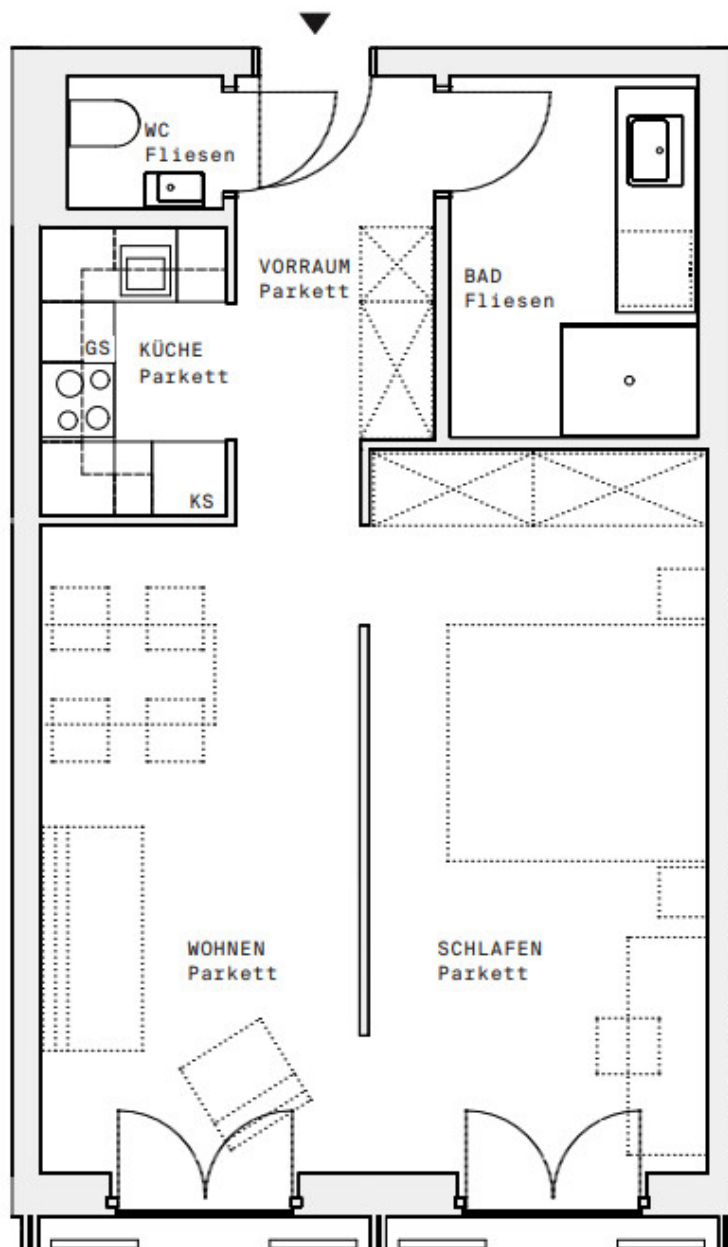 WC
Fliesen
VORRAUM
Parkett
BAD
Fliesen
GS
KÜCHE
Parkett
KS
WOHNEN
Parkett
SCHLAFEN
Parkett